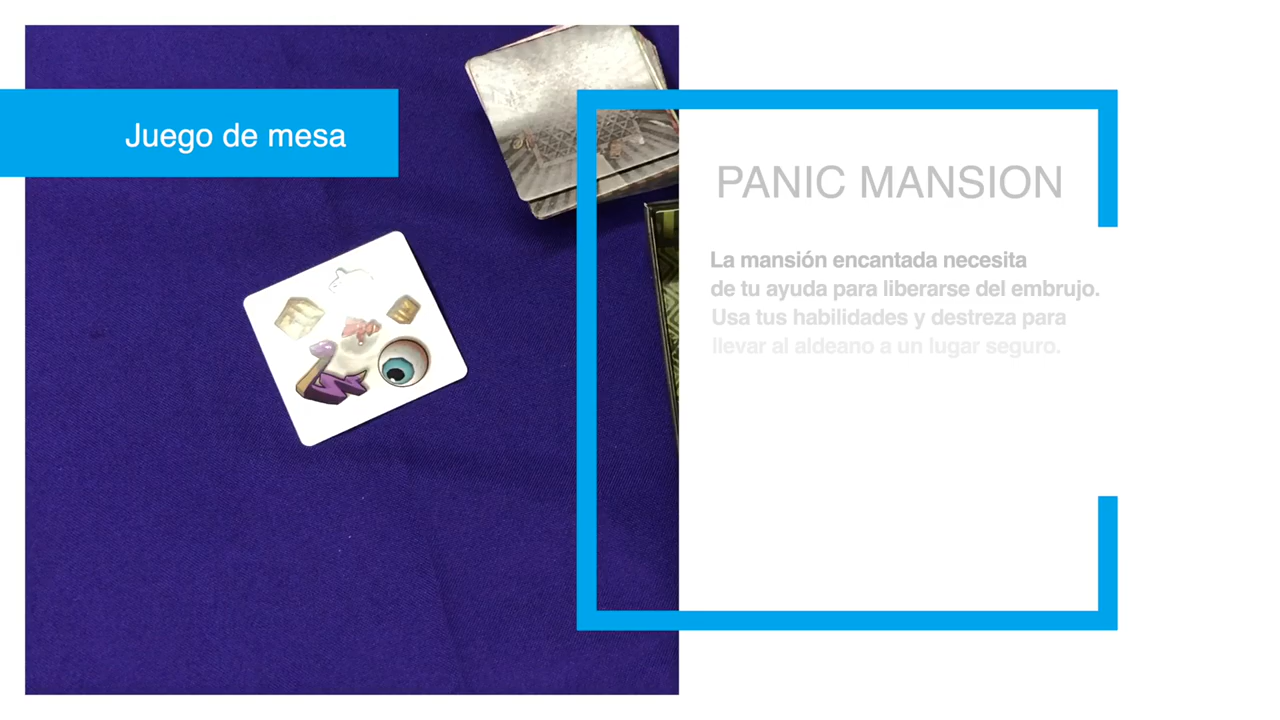 Juego de mesa
PANIC MANSION
La mansión encantada necesita
de tu ayuda para liberarse del embrujo.
Usa tus habilidades y destreza para
llevar al aldeano a un lugar seguro.